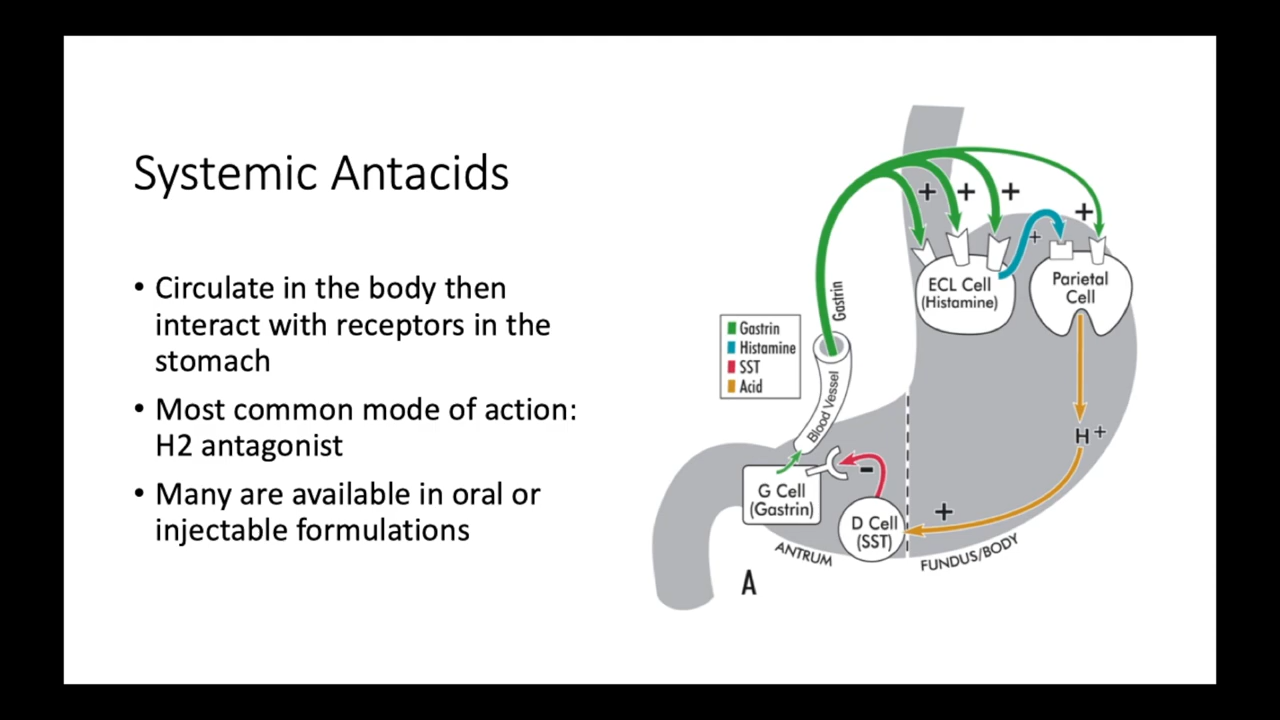 Systemic Antacids
• Circulate in the body then
interact with receptors in the
stomach
• Most common mode of action:
H2 antagonist
• Many are available in oral or
injectable formulations
+ + + +
+
ECL Cell
(Histamine)
Parietal
Cell
Gastrin
Gastrin
Histamine
SST
Acid
Blood Vessel
H+
-
G Cell
(Gastrin)
+
D Cell
(SST)
ANTRUM
FUNDUS/BODY
A